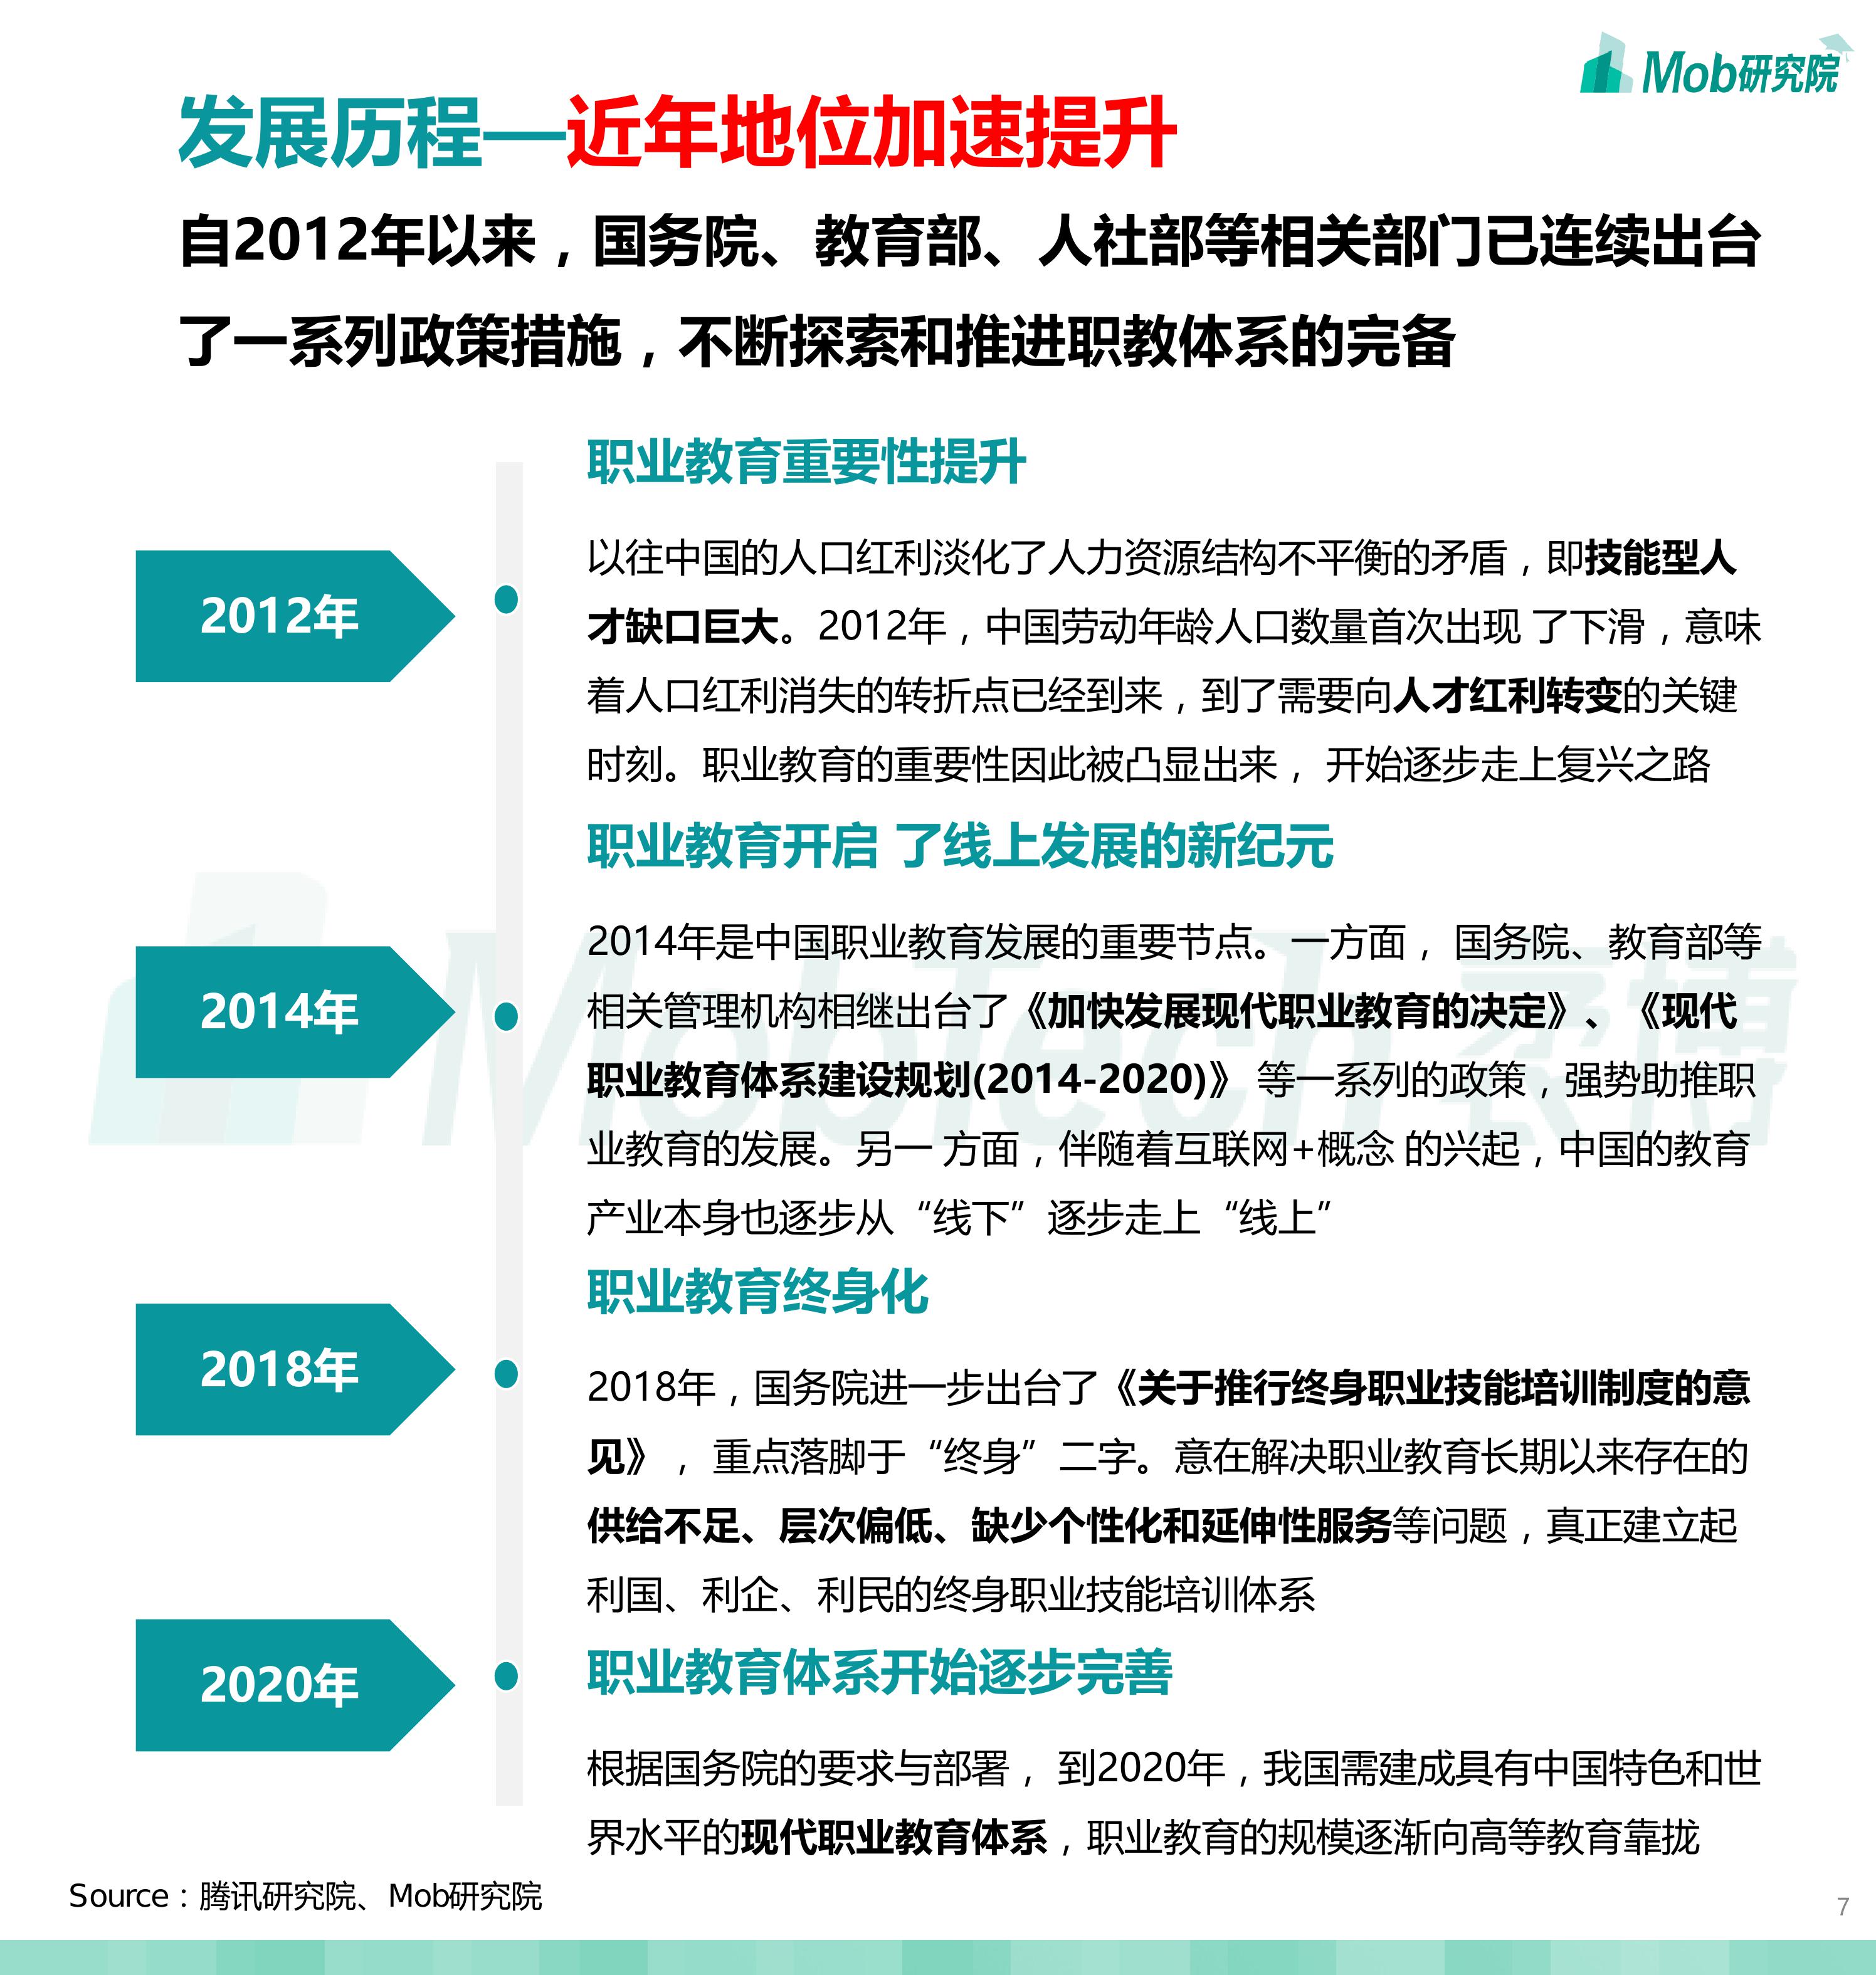 Mob研究院
发展历程—近年地位加速提升
自2012年以来，国务院、教育部、人社部等相关部门已连续出台
了一系列政策措施，不断探索和推进职教体系的完备
2012年
职业教育重要性提升
以往中国的人口红利淡化了人力资源结构不平衡的矛盾，即技能型人
才缺口巨大。2012年，中国劳动年龄人口数量首次出现 了下滑，意味
着人口红利消失的转折点已经到来，到了需要向人才红利转变的关键
时刻。职业教育的重要性因此被凸显出来， 开始逐步走上复兴之路
2014年
职业教育开启 了线上发展的新纪元
2014年是中国职业教育发展的重要节点。一方面， 国务院、教育部等
相关管理机构相继出台了《加快发展现代职业教育的决定》、《现代
职业教育体系建设规划(2014-2020)》 等一系列的政策，强势助推职
业教育的发展。另一 方面，伴随着互联网+概念 的兴起，中国的教育
产业本身也逐步从“线下”逐步走上“线上”
2018年
职业教育终身化
2018年，国务院进一步出台了《关于推行终身职业技能培训制度的意
见》， 重点落脚于“终身”二字。意在解决职业教育长期以来存在的
供给不足、层次偏低、缺少个性化和延伸性服务等问题，真正建立起
利国、利企、利民的终身职业技能培训体系
2020年
职业教育体系开始逐步完善
根据国务院的要求与部署， 到2020年，我国需建成具有中国特色和世
界水平的现代职业教育体系，职业教育的规模逐渐向高等教育靠拢
MobTech 袤博
Source：腾讯研究院、Mob研究院
7